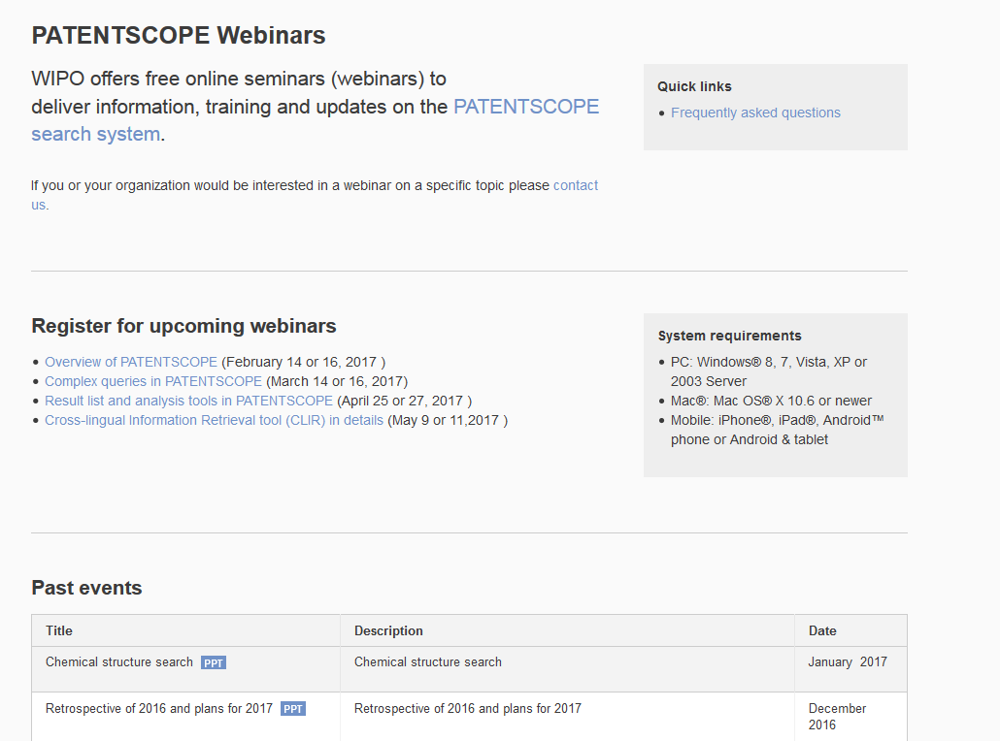 PATENTSCOPE Webinars
WIPO offers free online seminars (webinars) to
deliver information, training and updates on the PATENTSCOPE
search system.
If you or your organization would be interested in a webinar on a specific topic please contact
us.
Quick links
Frequently asked questions
Register for upcoming webinars
Overview of PATENTSCOPE (February 14 or 16, 2017 )
Complex queries in PATENTSCOPE (March 14 or 16, 2017)
Result list and analysis tools in PATENTSCOPE (April 25 or 27, 2017 )
Cross-lingual Information Retrieval tool (CLIR) in details (May 9 or 11,2017 )
System requirements
PC: Windows® 8, 7, Vista, XP or
2003 Server
Mac®: Mac OS® X 10.6 or newer
Mobile: iPhone®, iPad®, Android™
phone or Android & tablet
Past events
Title Description Date
Chemical structure search PPT Chemical structure search January 2017
Retrospective of 2016 and plans for 2017 PPT Retrospective of 2016 and plans for 2017 December
2016